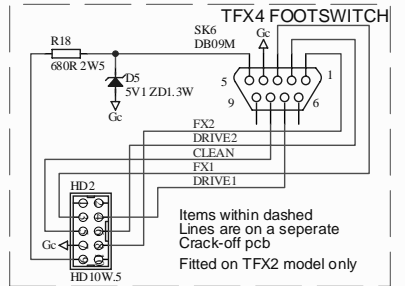 TFX4 FOOTSWITCH
R18
SK6
DB09M
Gc
680R 2W5
D5
5V1 ZD1.3W
Gc
5
1
9
6
FX2
DRIVE2
CLEAN
FX1
DRIVE1
HD2
Gc
HD10W.5
Items within dashed
Lines are on a seperate
Crack-off pcb
Fitted on TFX2 model only